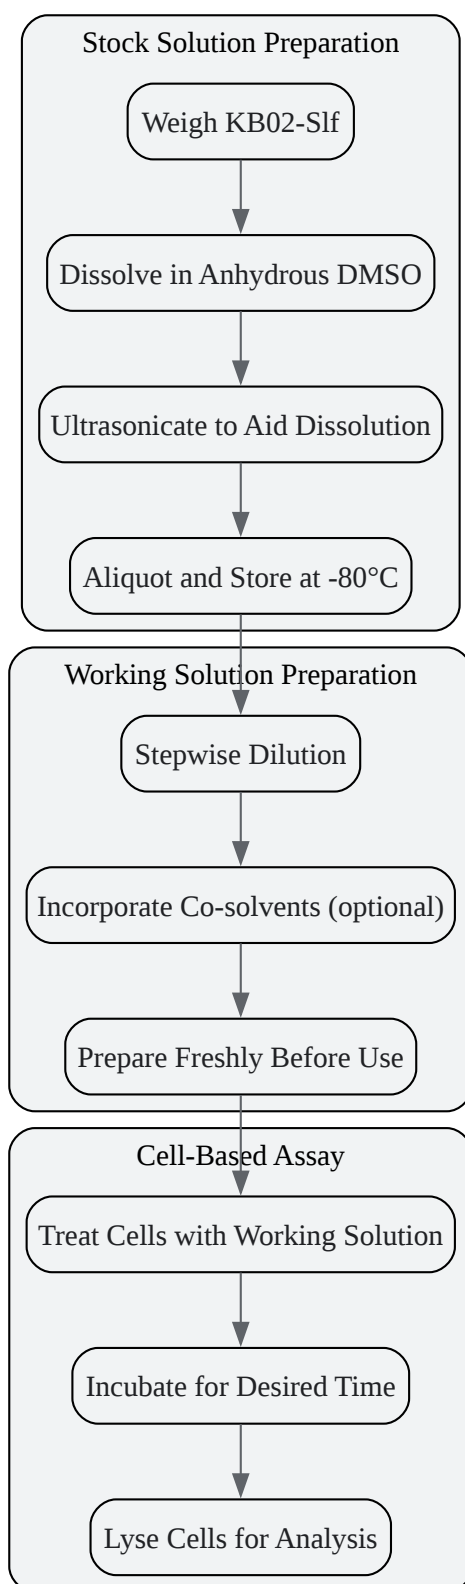 Stock Solution Preparation
Weigh KB02-Slf
Dissolve in Anhydrous DMSO
Ultrasonicate to Aid Dissolution
Aliquot and Store at -80°C
Working Solution Preparation
Stepwise Dilution
Incorporate Co-solvents (optional)
Prepare Freshly Before Use
Cell-Based Assay
Treat Cells with Working Solution
Incubate for Desired Time
Lyse Cells for Analysis